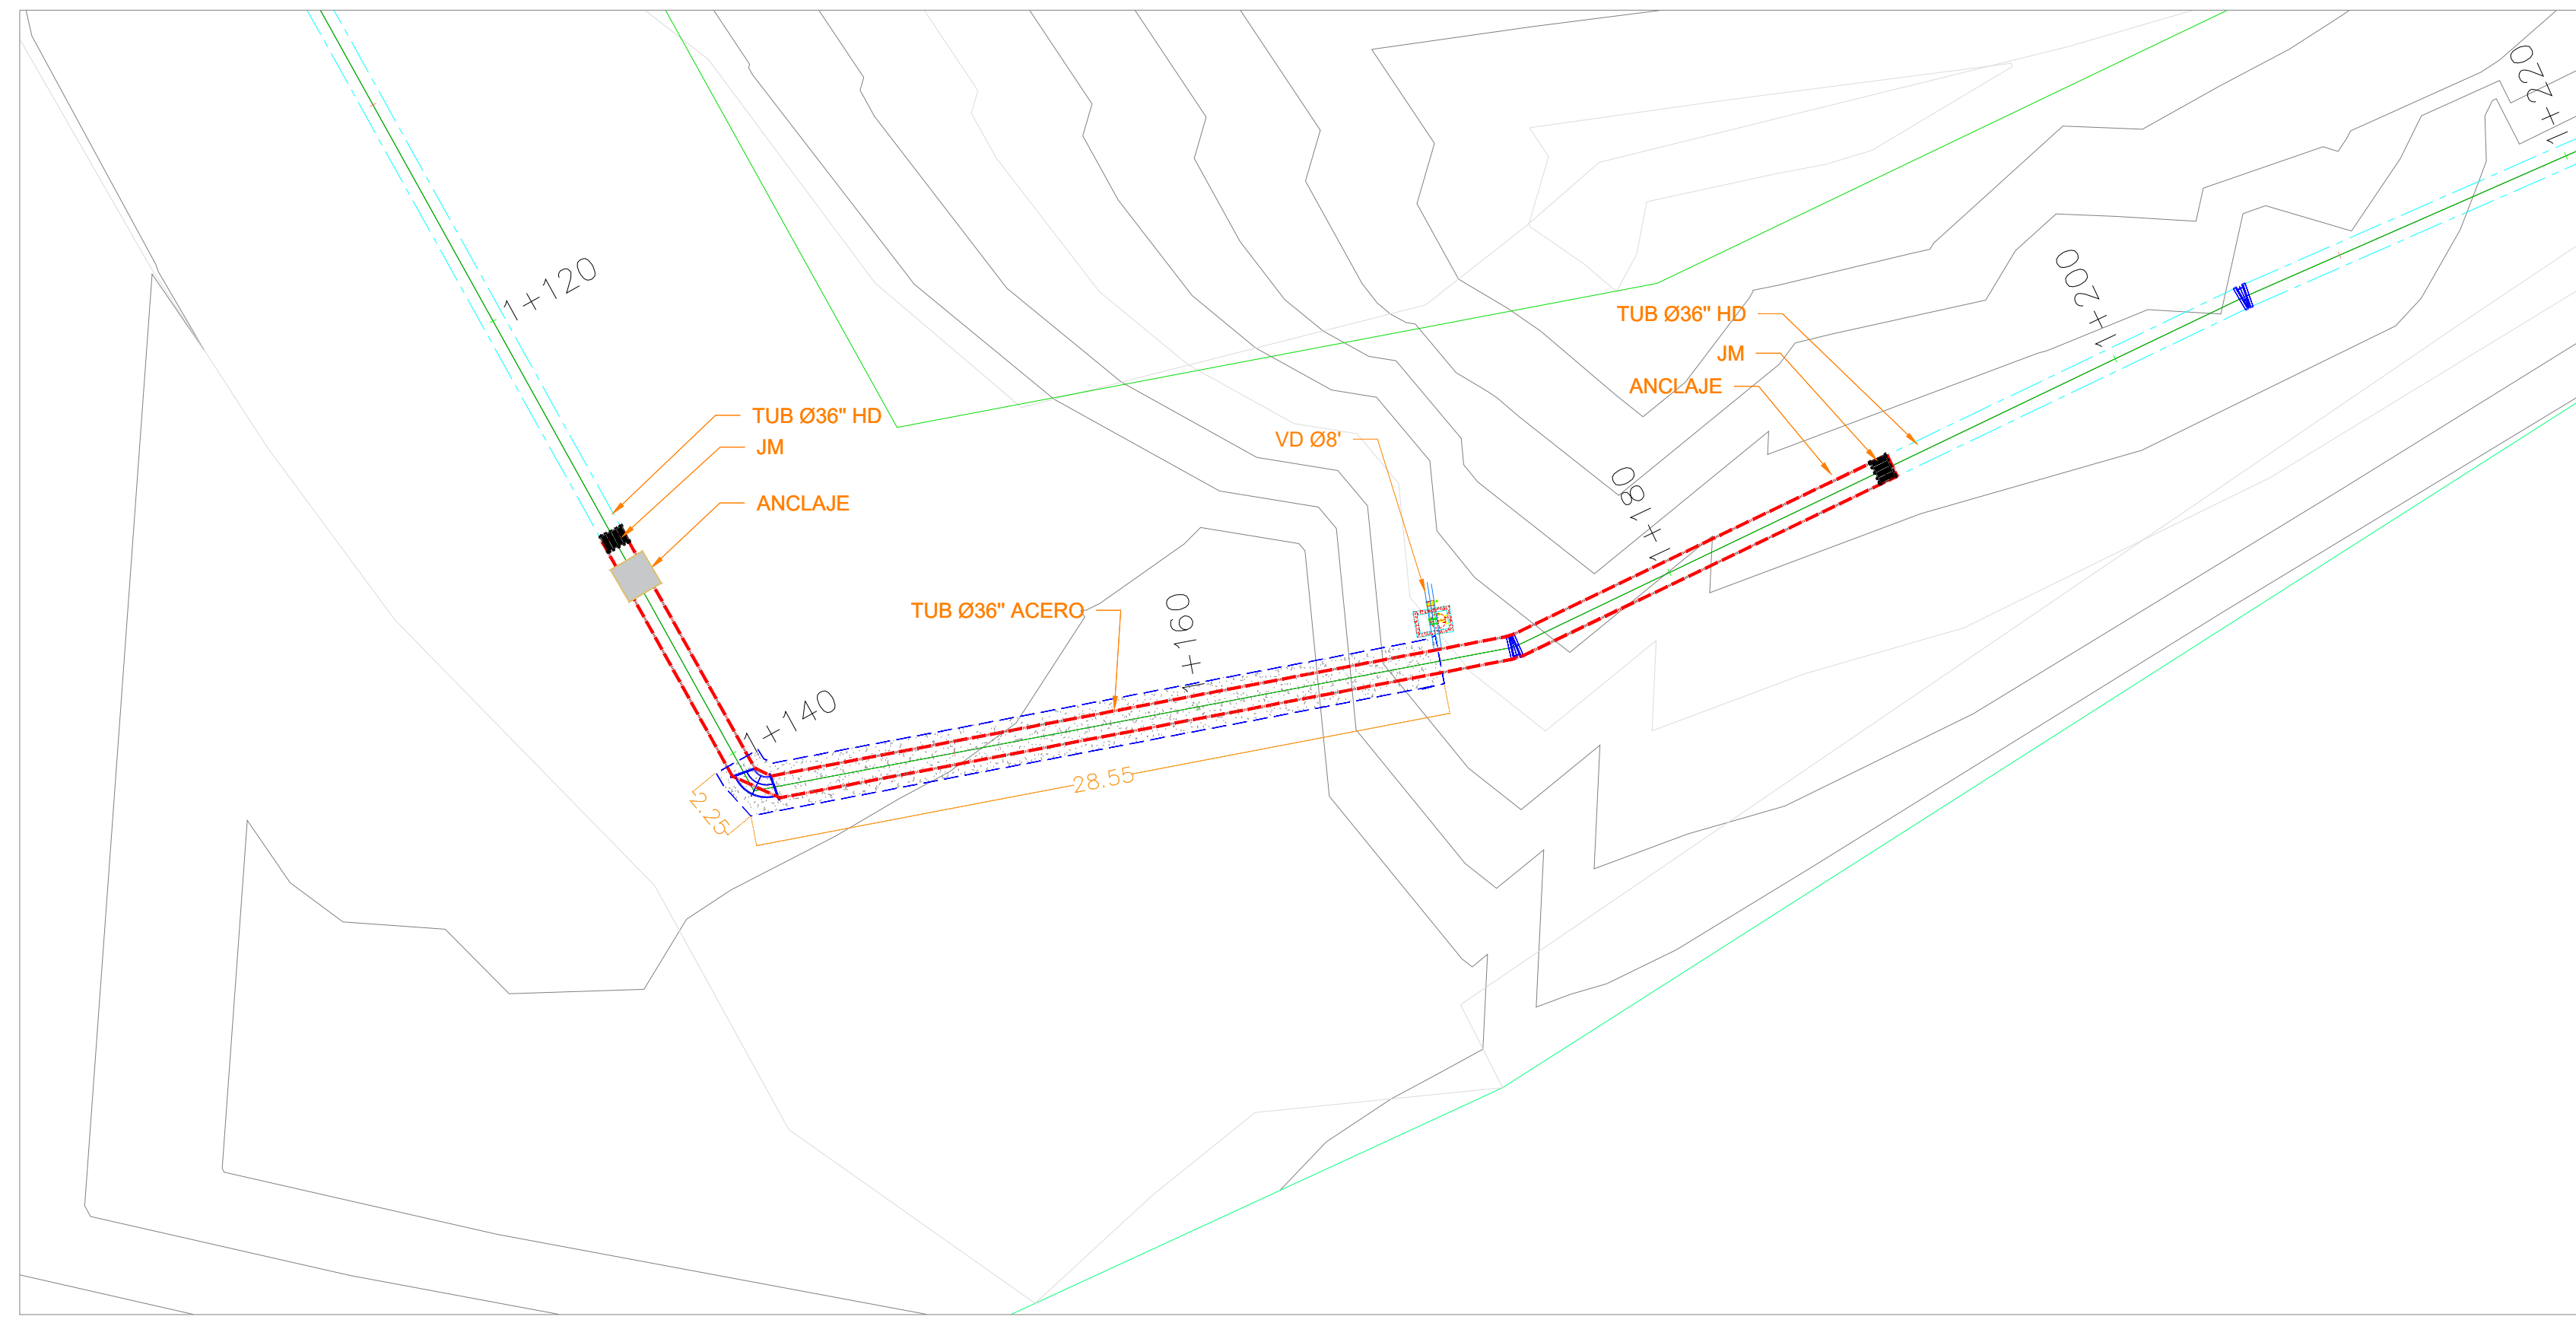 1+220
1+120
1+200
TUB Ø36" HD
JM
ANCLAJE
TUB Ø36" HD
JM
ANCLAJE
VD Ø8'
1+180
TUB Ø36" ACERO
1+160
1+140
2.25
28.55